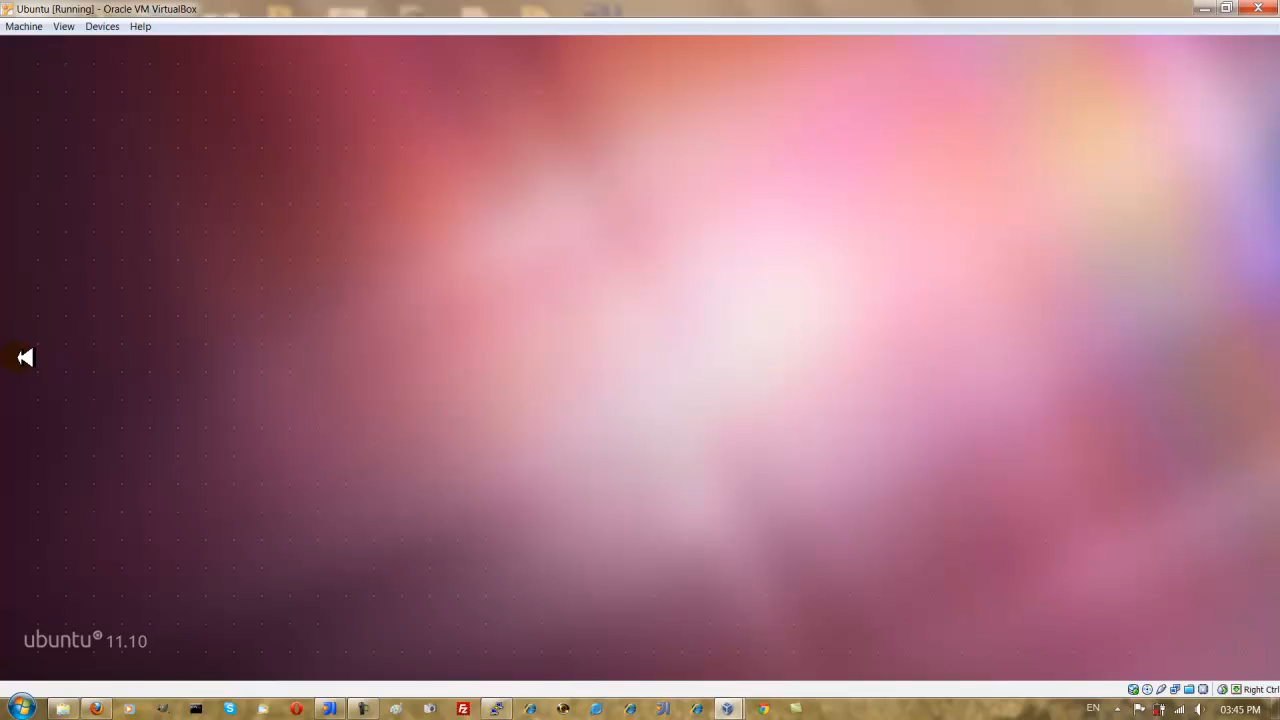 Ubuntu [Running] - Oracle VM VirtualBox
Machine View Devices Help
ubuntu® 11.10
Right Ctrl
EN 03:45 PM